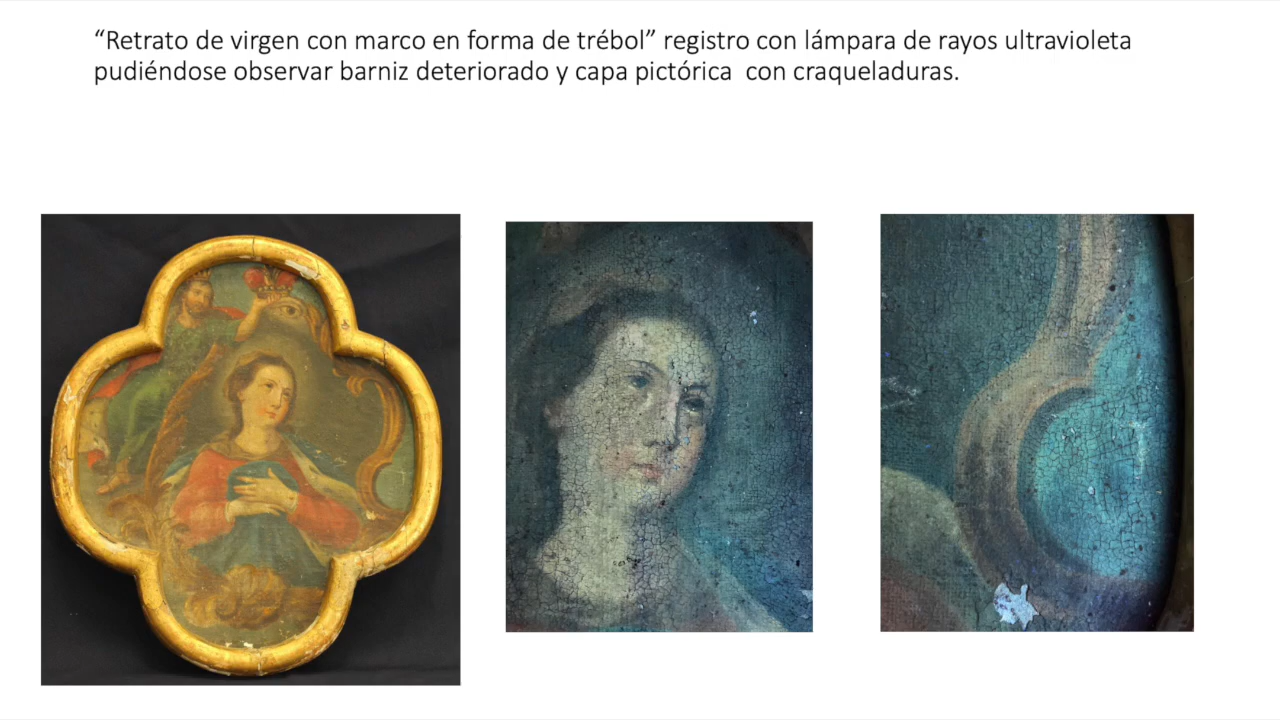 “Retrato de virgen con marco en forma de trébol” registro con lámpara de rayos ultravioleta
pudiéndose observar barniz deteriorado y capa pictórica  con craqueladuras.